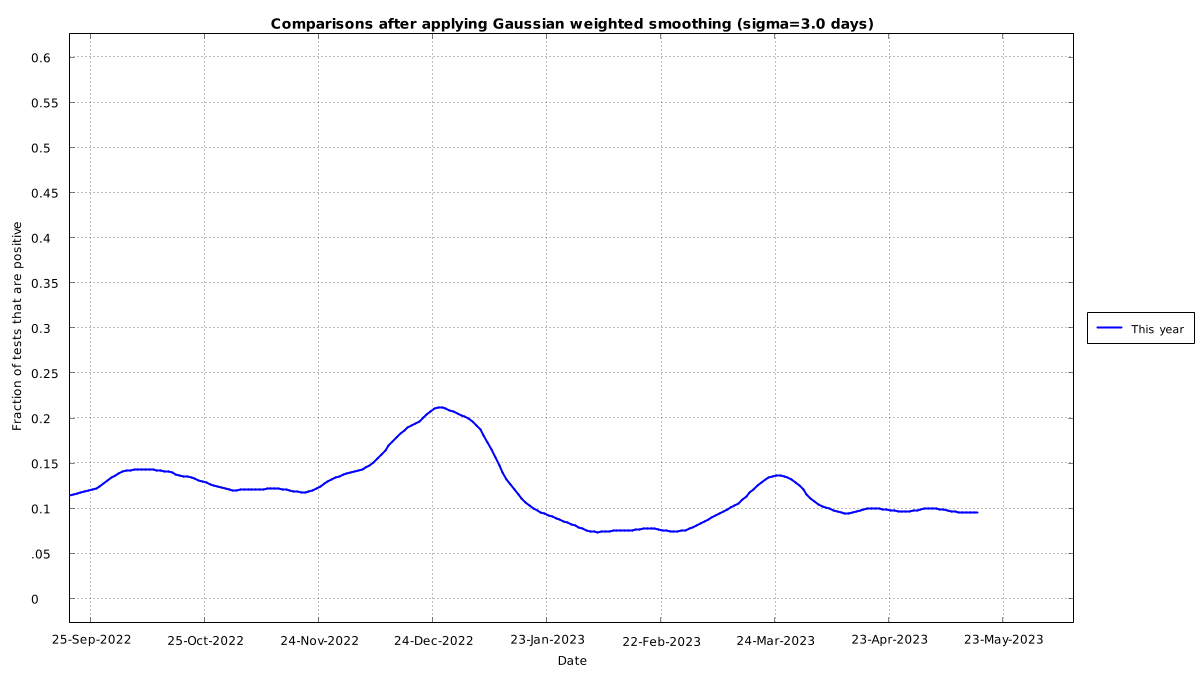 Comparisons after applying Gaussian weighted smoothing (sigma=3.0 days)
0.6
0.55
0.5
0.45
0.4
0.35
0.3
0.25
0.2
0.15
0.1
.05
0
Fraction of tests that are positive
25-Sep-2022 25-Oct-2022 24-Nov-2022 24-Dec-2022 23-Jan-2023 22-Feb-2023 24-Mar-2023 23-Apr-2023 23-May-2023
Date
This year